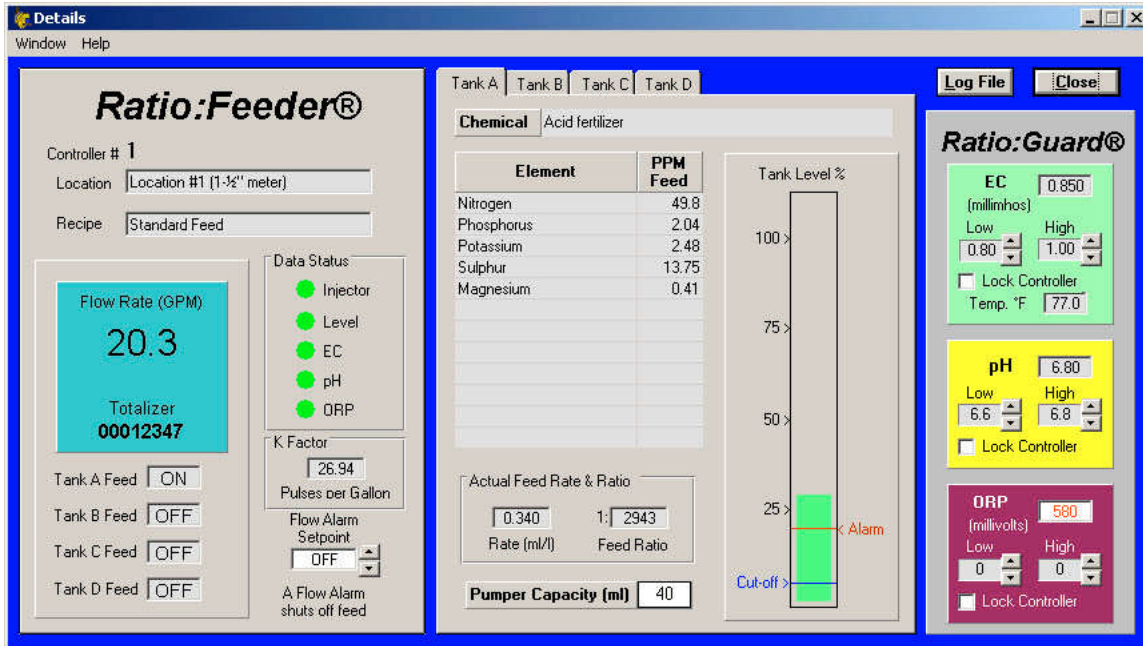 Details
Window Help
Ratio:Feeder®
Controller # 1
Location Location #1 (1-½" meter)
Recipe Standard Feed
Flow Rate (GPM)
20.3
Totalizer
00012347
Tank A Feed ON
Tank B Feed OFF
Tank C Feed OFF
Tank D Feed OFF
Data Status
Injector
Level
EC
pH
ORP
K Factor
26.94
Pulses per Gallon
Flow Alarm
Setpoint
OFF
A Flow Alarm
shuts off feed
Tank A Tank B Tank C Tank D
Chemical Acid fertilizer
Element PPM Feed
Nitrogen 49.8
Phosphorus 2.04
Potassium 2.48
Sulphur 13.75
Magnesium 0.41
Actual Feed Rate & Ratio
0.340 1: 2943
Rate (ml/l) Feed Ratio
Pumper Capacity (ml) 40
Tank Level %
100
75
50
25
Alarm
Cut-off
Log File Close
Ratio:Guard®
EC 0.850
(millimhos)
Low High
0.80 1.00
Lock Controller
Temp. °F 77.0
pH 6.80
Low High
6.6 6.8
Lock Controller
ORP 580
(millivolts)
Low High
0 0
Lock Controller